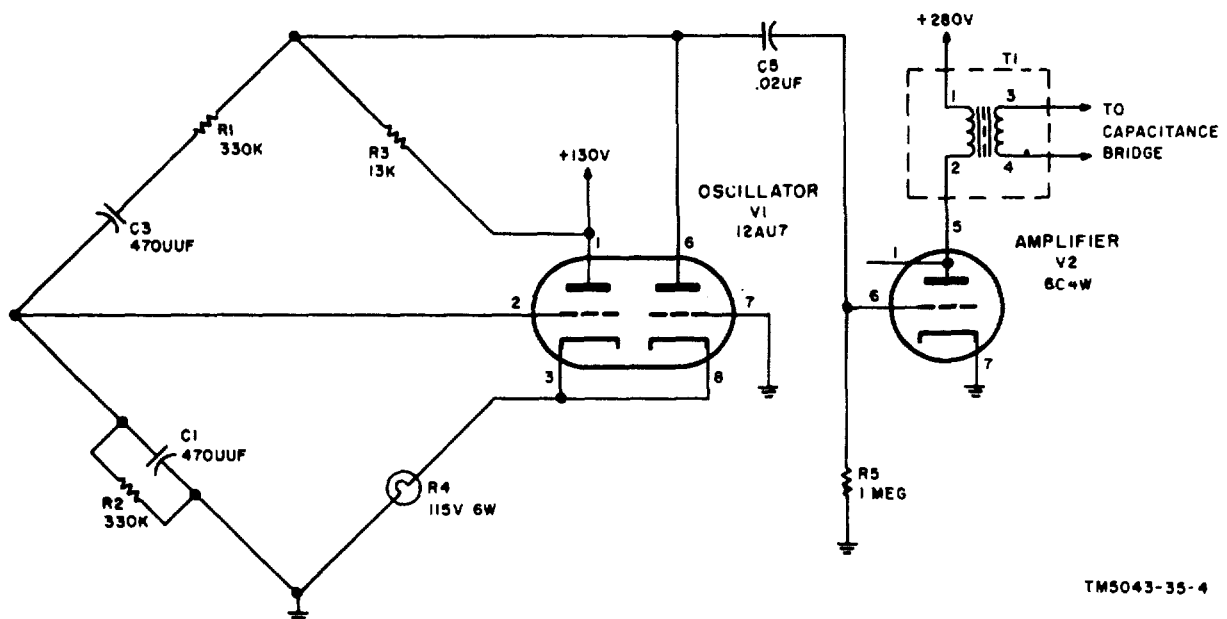 +280V
T1
1
3
TO
CAPACITANCE
BRIDGE
2
4
C5
.02UF
R1
330K
R3
13K
+130V
OSCILLATOR
V1
12AU7
C3
470UUF
1
6
5
AMPLIFIER
V2
6C4W
1
2
7
6
3
8
7
C1
470UUF
R2
330K
R4
115V 6W
R5
1 MEG
TM5043-35-4